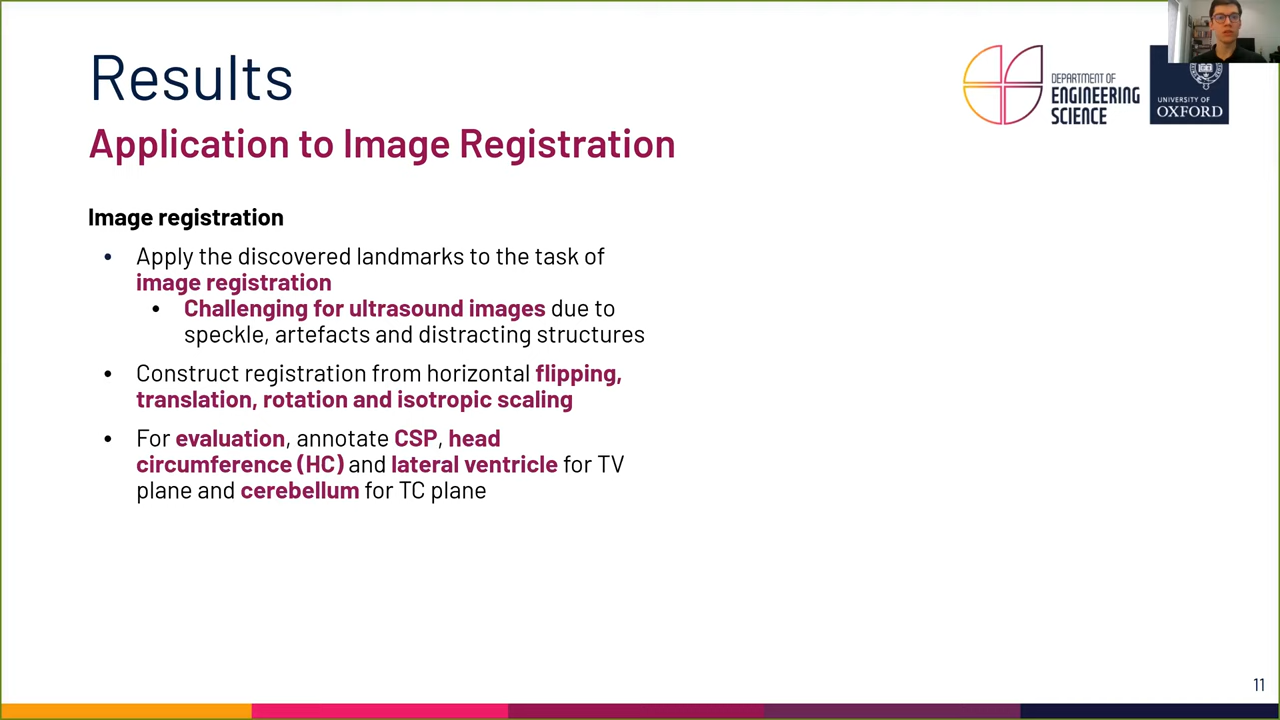 Results
Application to Image Registration
DEPARTMENT OF
ENGINEERING
SCIENCE
UNIVERSITY OF
OXFORD
Image registration
• Apply the discovered landmarks to the task of
image registration
• Challenging for ultrasound images due to
speckle, artefacts and distracting structures
• Construct registration from horizontal flipping,
translation, rotation and isotropic scaling
• For evaluation, annotate CSP, head
circumference (HC) and lateral ventricle for TV
plane and cerebellum for TC plane
11